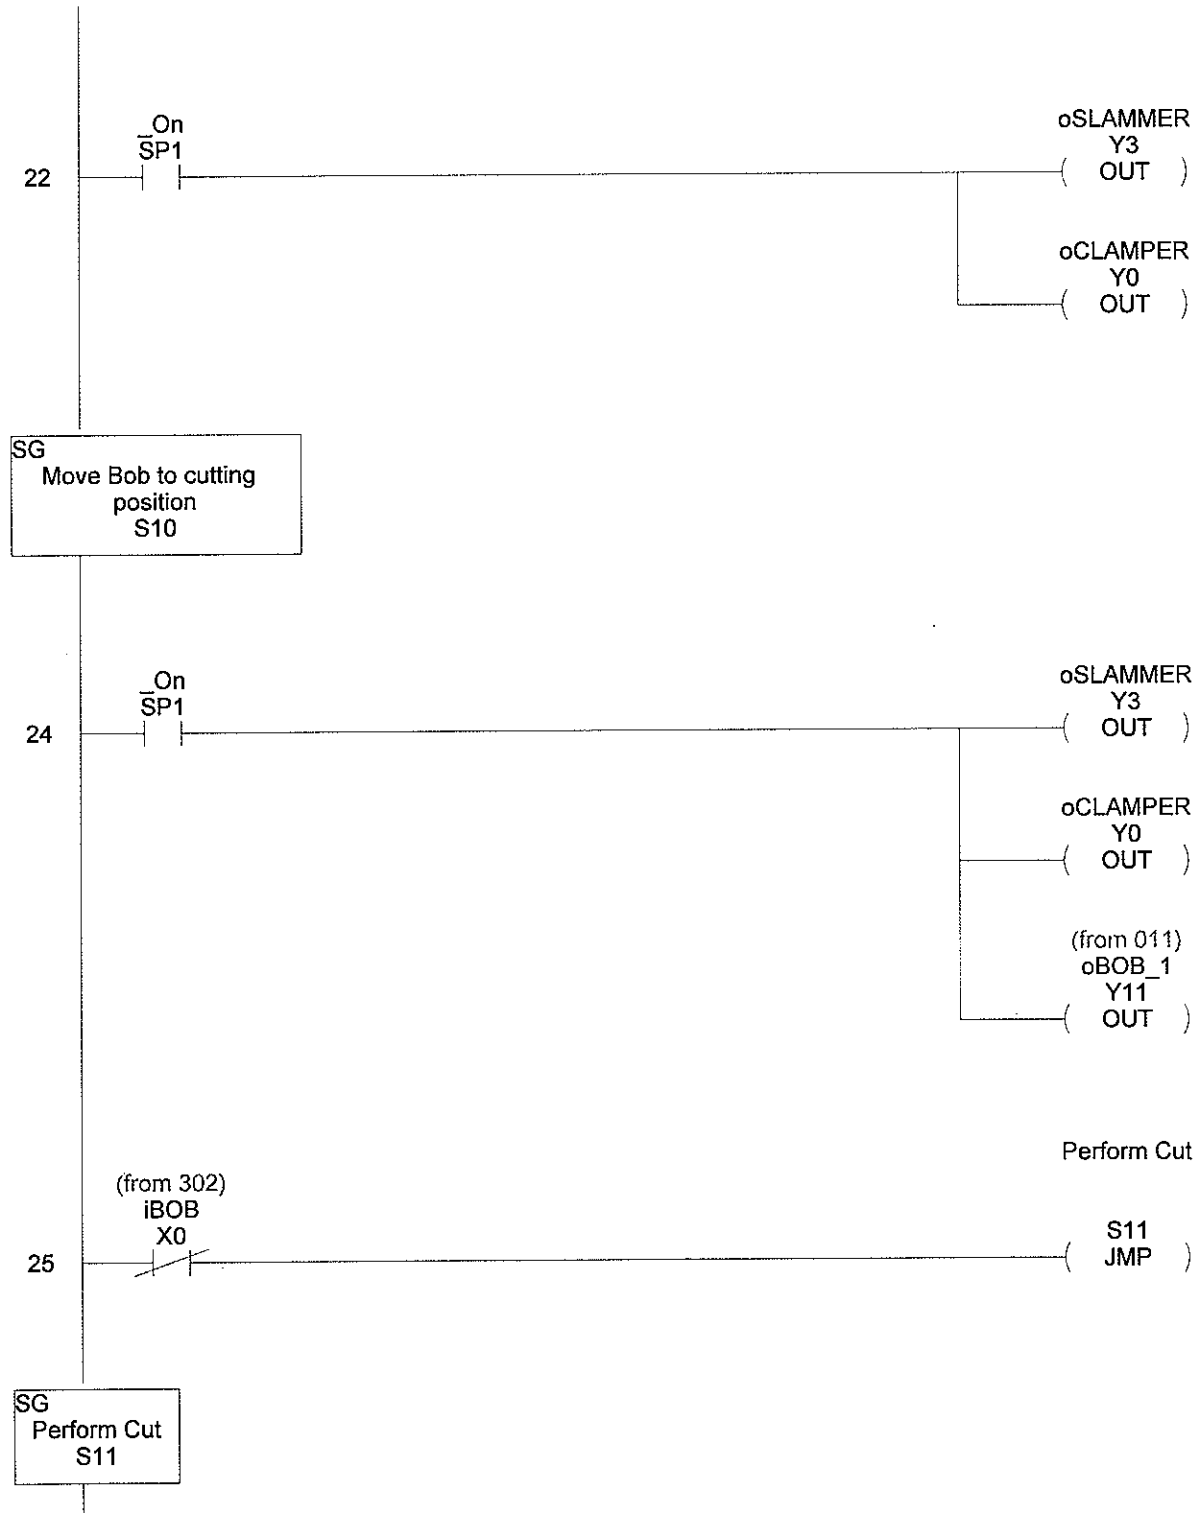 _On
SP1
22
oSLAMMER
Y3
( OUT )
oCLAMPER
Y0
( OUT )
SG
Move Bob to cutting
position
S10
_On
SP1
24
oSLAMMER
Y3
( OUT )
oCLAMPER
Y0
( OUT )
(from 011)
oBOB_1
Y11
( OUT )
Perform Cut
(from 302)
iBOB
X0
25
S11
( JMP )
SG
Perform Cut
S11